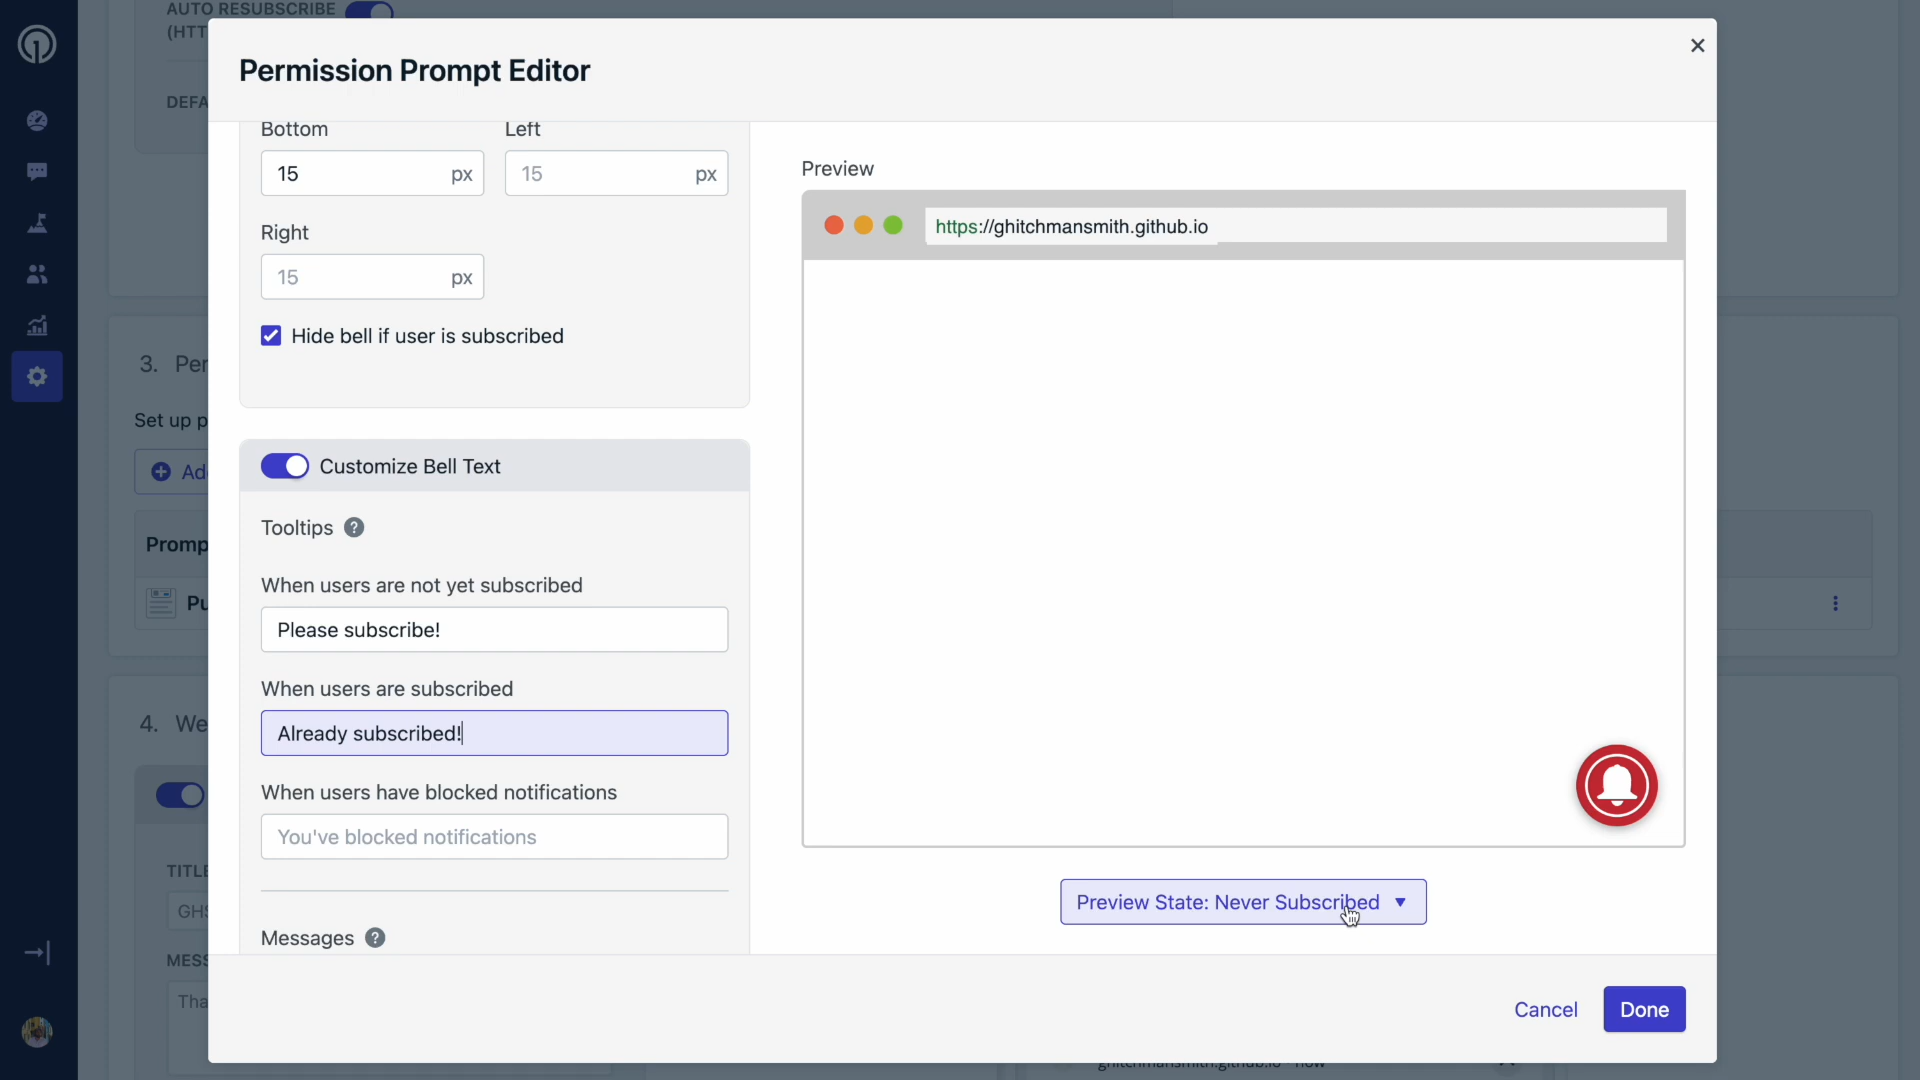 AUTO RESUBSCRIBE
(HTT
DEFA
Permission Prompt Editor
Bottom
Left
15 px
15 px
Right
15 px
Hide bell if user is subscribed
Customize Bell Text
Tooltips ?
When users are not yet subscribed
Please subscribe!
When users are subscribed
Already subscribed!
When users have blocked notifications
You've blocked notifications
Messages ?
Preview
https://ghitchmansmith.github.io
Preview State: Never Subscribed ▼
Cancel
Done
3. Per
Set up p
Ad
Promp
Pu
4. We
TITLE
GHS
MESS
Tha
ghitchmansmith.github.io
now